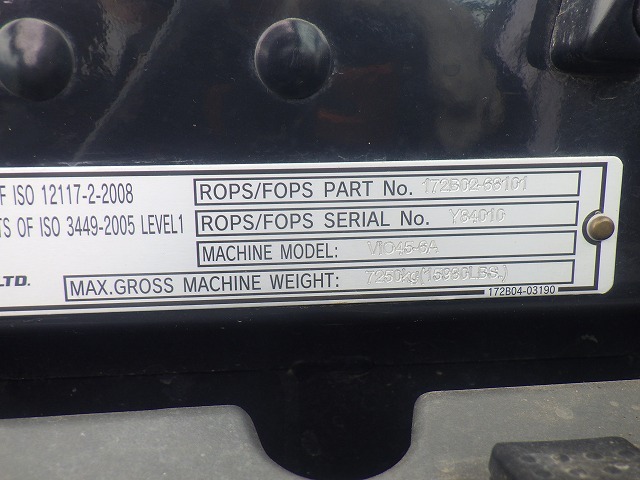 F ISO 12117-2-2008
TS OF ISO 3449-2005 LEVEL1
LTD.
ROPS/FOPS PART No. 172B02-68101
ROPS/FOPS SERIAL No. Y64010
MACHINE MODEL: ViO45-6A
MAX.GROSS MACHINE WEIGHT: 7250kg(15980LBS.)
172B04-03190